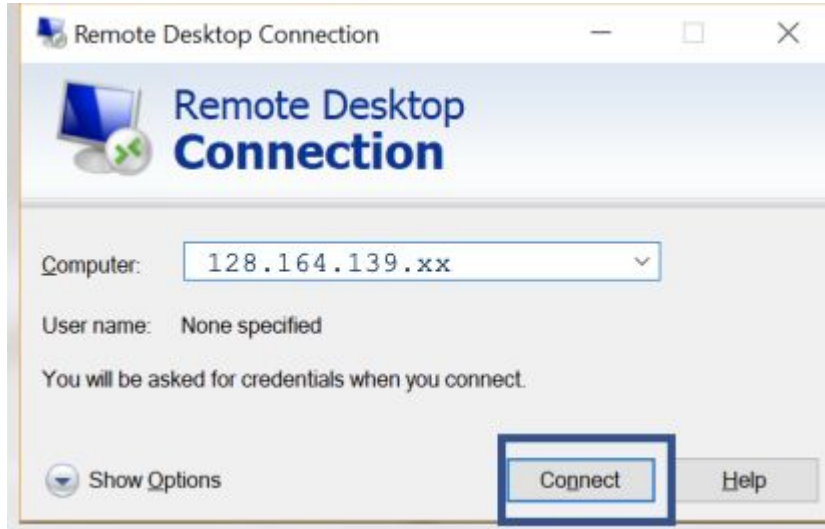 Remote Desktop Connection
Remote Desktop
Connection
Computer: 128.164.139.xx
User name: None specified
You will be asked for credentials when you connect.
Show Options Connect Help